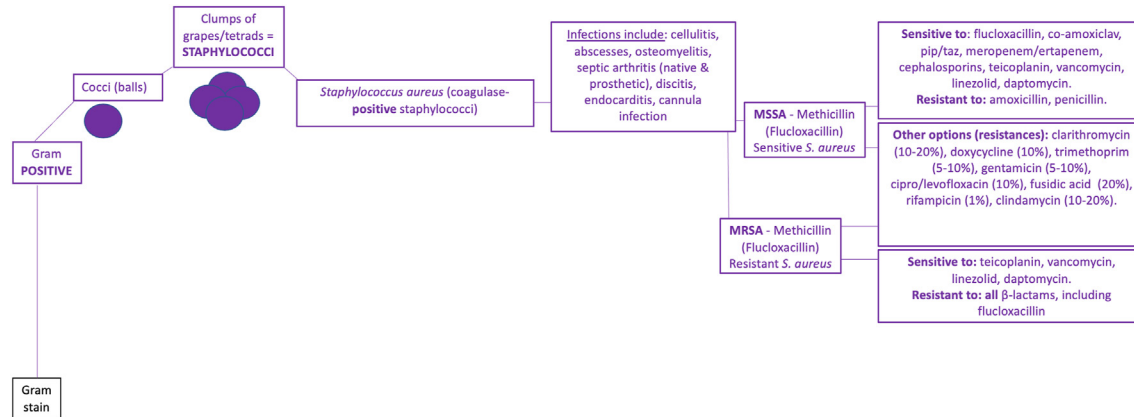 Clumps of
grapes/tetrads =
STAPHYLOCOCCI
Cocci (balls)
Gram
POSITIVE
Gram
stain
Staphylococcus aureus (coagulase-
positive staphylococci)
Infections include: cellulitis,
abscesses, osteomyelitis,
septic arthritis (native &
prosthetic), discitis,
endocarditis, cannula
infection
MSSA - Methicillin
(Flucloxacillin)
Sensitive S. aureus
MRSA - Methicillin
(Flucloxacillin)
Resistant S. aureus
Sensitive to: flucloxacillin, co-amoxiclav,
pip/taz, meropenem/ertapenem,
cephalosporins, teicoplanin, vancomycin,
linezolid, daptomycin.
Resistant to: amoxicillin, penicillin.
Other options (resistances): clarithromycin
(10-20%), doxycycline (10%), trimethoprim
(5-10%), gentamicin (5-10%),
cipro/levofloxacin (10%), fusidic acid (20%),
rifampicin (1%), clindamycin (10-20%).
Sensitive to: teicoplanin, vancomycin,
linezolid, daptomycin.
Resistant to: all β-lactams, including
flucloxacillin